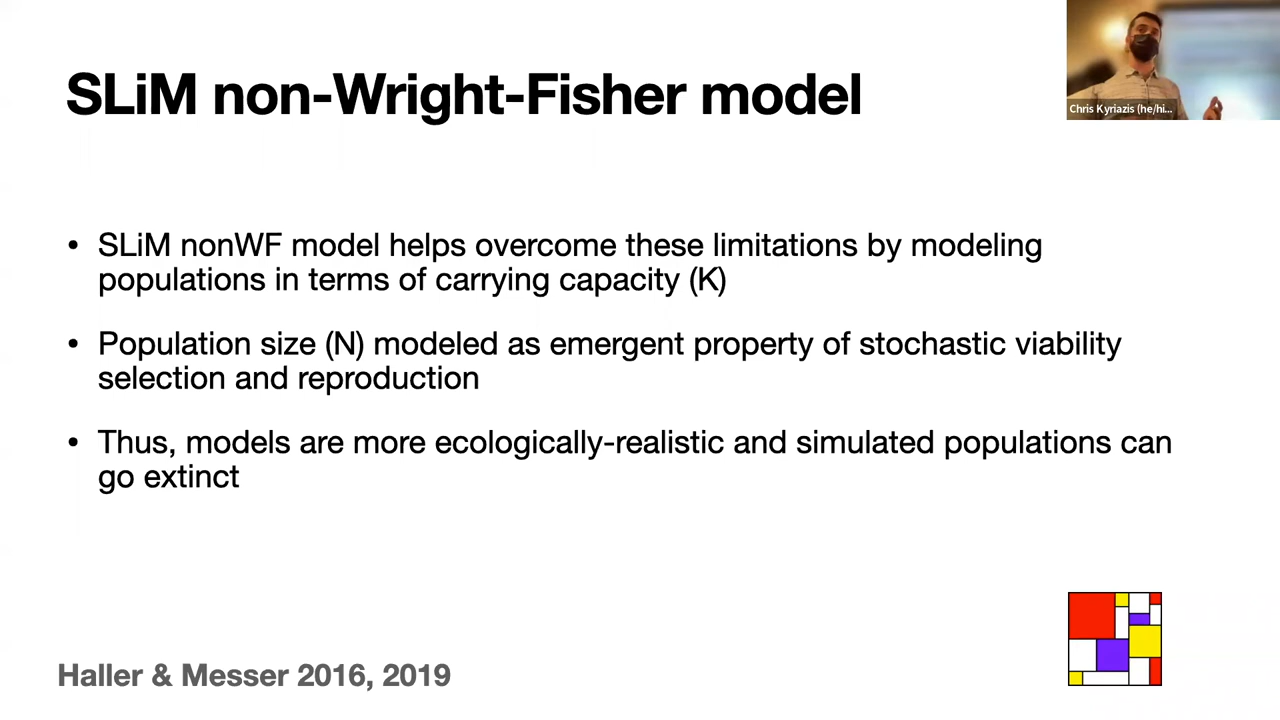 SLiM non-Wright-Fisher model
Chris Kyriazis (he/hi...
• SLiM nonWF model helps overcome these limitations by modeling
populations in terms of carrying capacity (K)
• Population size (N) modeled as emergent property of stochastic viability
selection and reproduction
• Thus, models are more ecologically-realistic and simulated populations can
go extinct
Haller & Messer 2016, 2019